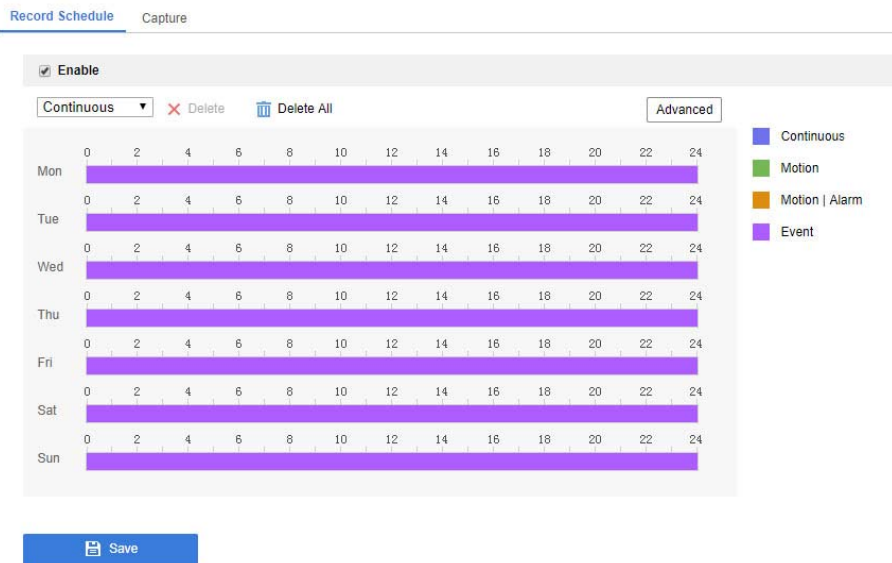 Record Schedule Capture
Enable
Continuous Delete Delete All Advanced
Continuous
Motion
Motion | Alarm
Event
0 2 4 6 8 10 12 14 16 18 20 22 24
Mon
0 2 4 6 8 10 12 14 16 18 20 22 24
Tue
0 2 4 6 8 10 12 14 16 18 20 22 24
Wed
0 2 4 6 8 10 12 14 16 18 20 22 24
Thu
0 2 4 6 8 10 12 14 16 18 20 22 24
Fri
0 2 4 6 8 10 12 14 16 18 20 22 24
Sat
0 2 4 6 8 10 12 14 16 18 20 22 24
Sun
Save